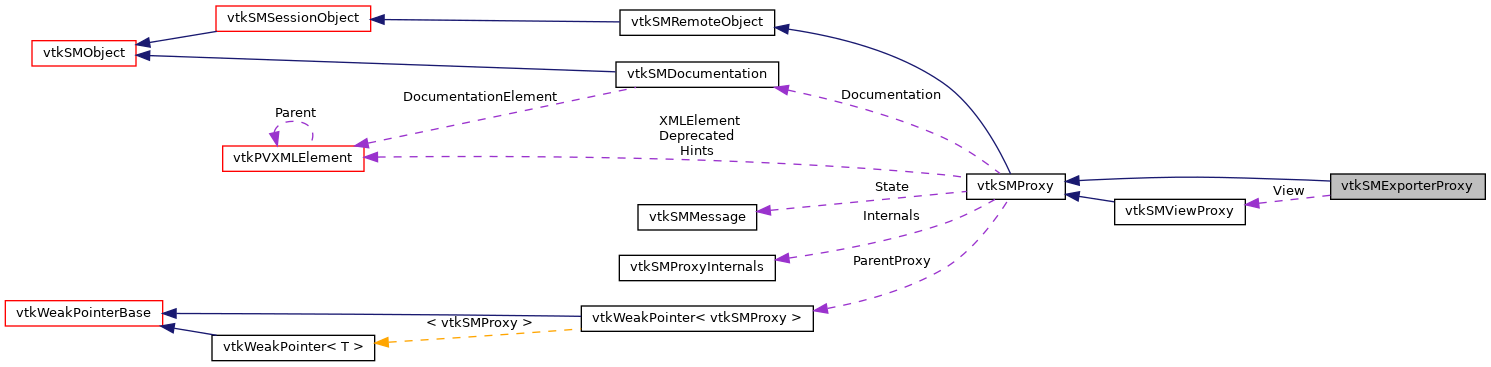 vtkSMSessionObject
vtkSMRemoteObject
vtkSMObject
vtkSMDocumentation
DocumentationElement
Documentation
Parent
XMLElement
Deprecated
Hints
vtkPVXMLElement
vtkSMProxy
vtkSMExporterProxy
State
View
vtkSMMessage
Internals
vtkSMViewProxy
vtkSMProxyInternals
ParentProxy
vtkWeakPointerBase
vtkWeakPointer< vtkSMProxy >
< vtkSMProxy >
vtkWeakPointer< T >